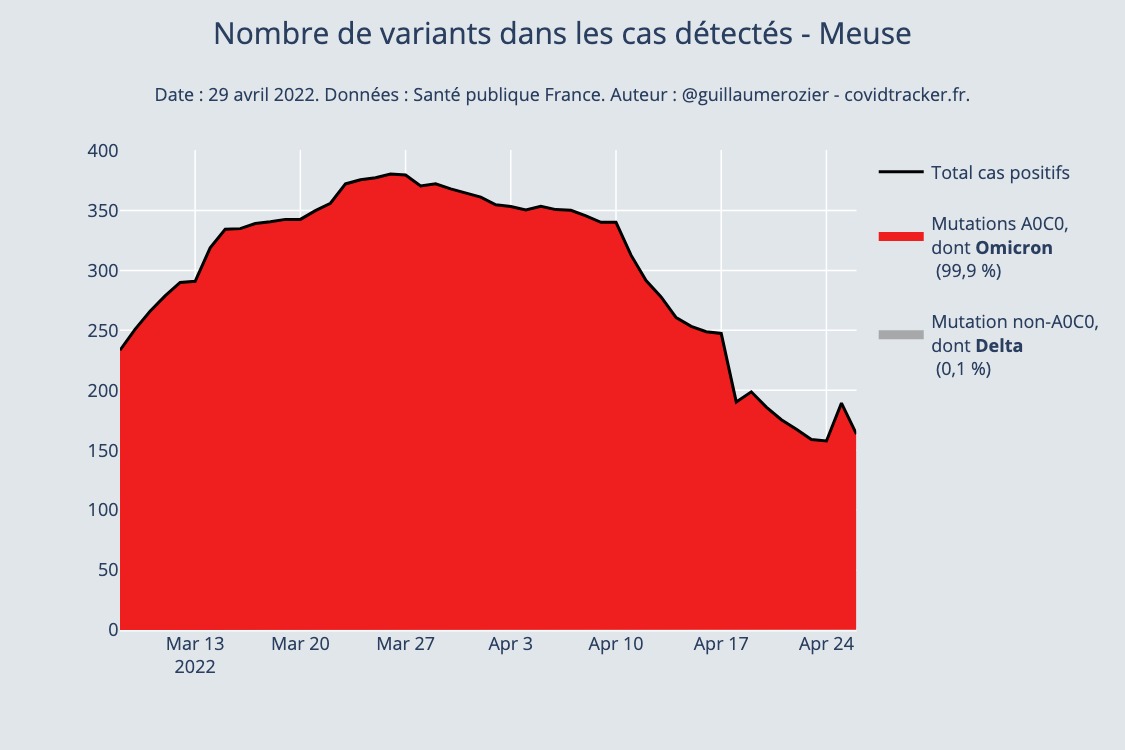 Nombre de variants dans les cas détectés - Meuse
Date : 29 avril 2022. Données : Santé publique France. Auteur : @guillaumerozier - covidtracker.fr.
400
350
300
250
200
150
100
50
0
Mar 13
2022
Mar 20
Mar 27
Apr 3
Apr 10
Apr 17
Apr 24
Total cas positifs
Mutations A0C0,
dont Omicron
(99,9 %)
Mutation non-A0C0,
dont Delta
(0,1 %)